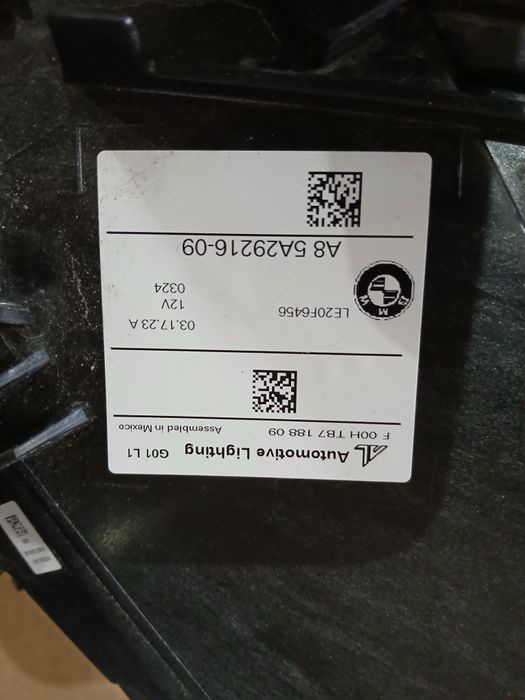 Automotive Lighting G01 L1
F 00H TB7 188 09 Assembled in Mexico
03.17.23 A
LE20F6456 12V
0324
BMW
A8 5A29216-09